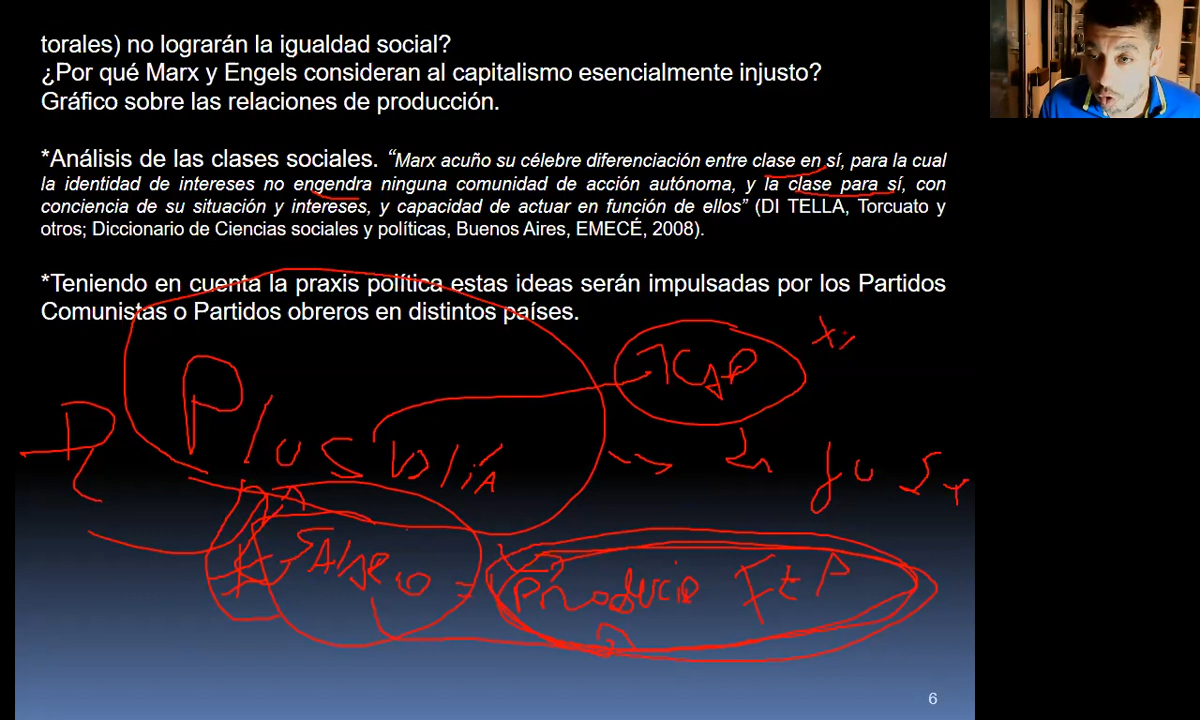 torales) no lograrán la igualdad social?
¿Por qué Marx y Engels consideran al capitalismo esencialmente injusto?
Gráfico sobre las relaciones de producción.
*Análisis de las clases sociales. “Marx acuño su célebre diferenciación entre clase en sí, para la cual
la identidad de intereses no engendra ninguna comunidad de acción autónoma, y la clase para sí, con
conciencia de su situación y intereses, y capacidad de actuar en función de ellos” (DI TELLA, Torcuato y
otros; Diccionario de Ciencias sociales y políticas, Buenos Aires, EMECÉ, 2008).
*Teniendo en cuenta la praxis política estas ideas serán impulsadas por los Partidos
Comunistas o Partidos obreros en distintos países.
CAP
Plusvalía
6